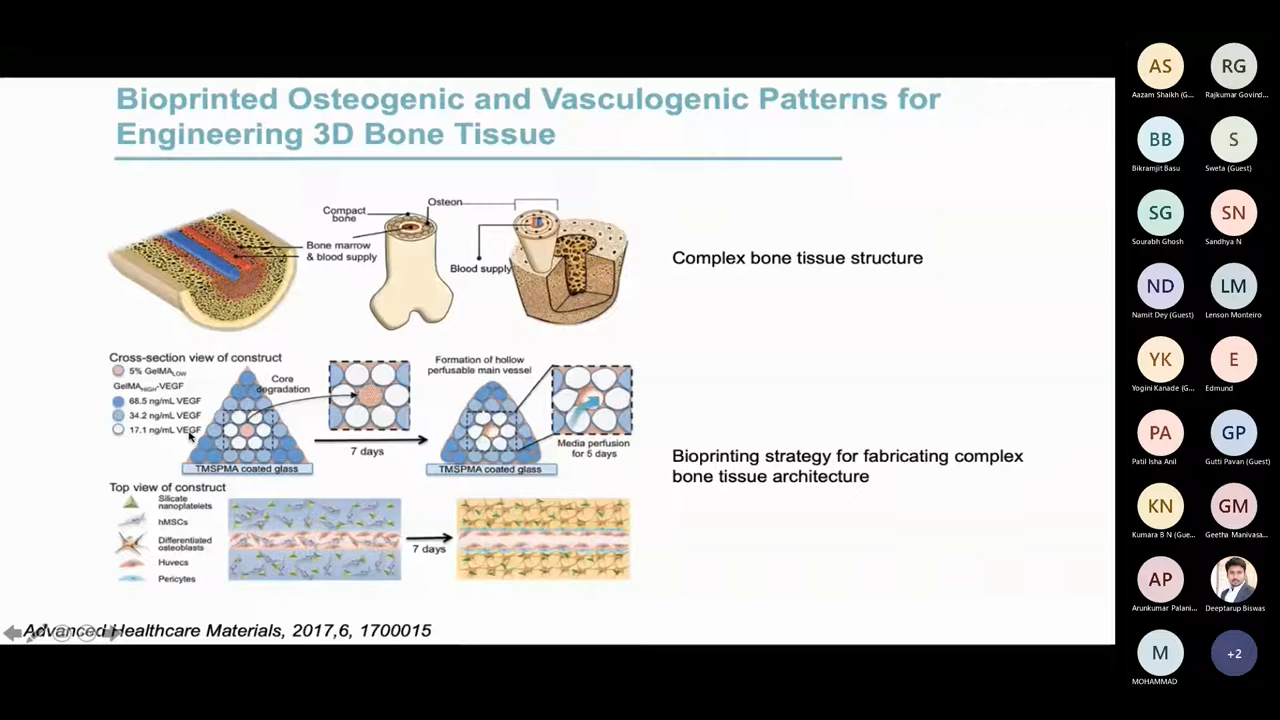 Bioprinted Osteogenic and Vasculogenic Patterns for
Engineering 3D Bone Tissue
Compact
bone
Osteon
Bone marrow
& blood supply
Blood supply
Complex bone tissue structure
Cross-section view of construct
5% GelMALOW
GelMAHIGH-VEGF
68.5 ng/mL VEGF
34.2 ng/mL VEGF
17.1 ng/mL VEGF
Core
degradation
Formation of hollow
perfusable main vessel
7 days
Media perfusion
for 5 days
TMSPMA coated glass
TMSPMA coated glass
Bioprinting strategy for fabricating complex
bone tissue architecture
Top view of construct
Silicate
nanoplatelets
hMSCs
Differentiated
osteoblasts
Huvecs
Pericytes
7 days
Advanced Healthcare Materials, 2017,6, 1700015
AS
RG
Aazam Shaikh (G...
Rajkumar Govind...
BB
S
Bikramjit Basu
Sweta (Guest)
SG
SN
Sourabh Ghosh
Sandhya N
ND
LM
Namit Dey (Guest)
Lenson Monteiro
YK
E
Yogini Kanade (G...
Edmund
PA
GP
Patil Isha Anil
Gutti Pavan (Guest)
KN
GM
Kumara B N (Gue...
Geetha Manivasa...
AP
Arunkumar Palani...
Deeptarup Biswas
M
+2
MOHAMMAD